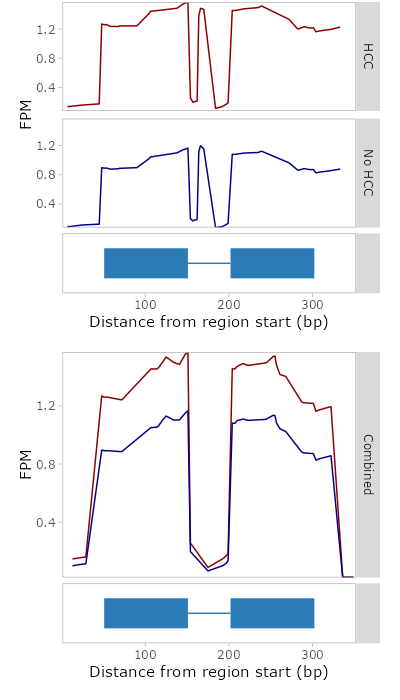 1.2
0.8
0.4
HCC
FPM
1.2
0.8
0.4
No HCC
100 200 300
Distance from region start (bp)
1.2
0.8
0.4
FPM
Combined
100 200 300
Distance from region start (bp)